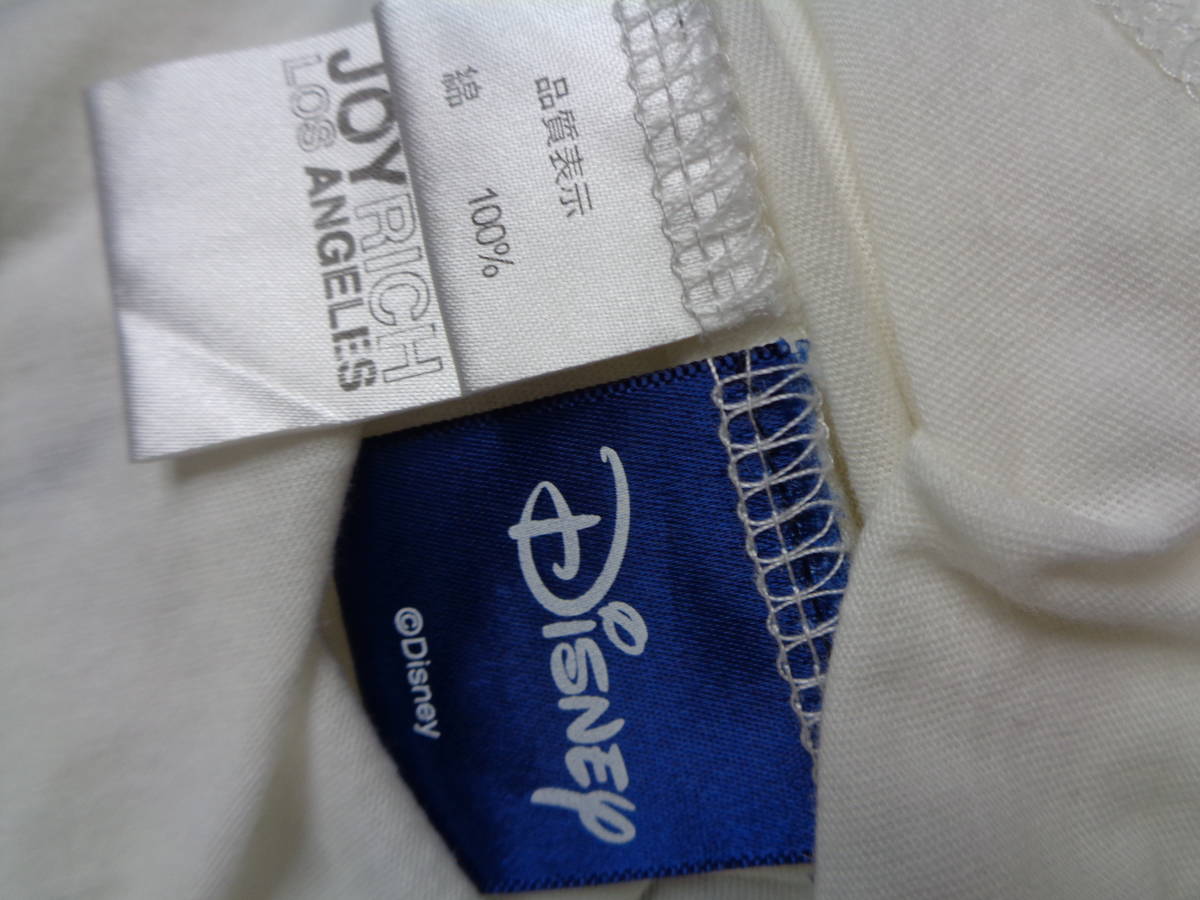 品質表示
綿 100%
JOYRICH
LOS ANGELES
Disney
©Disney